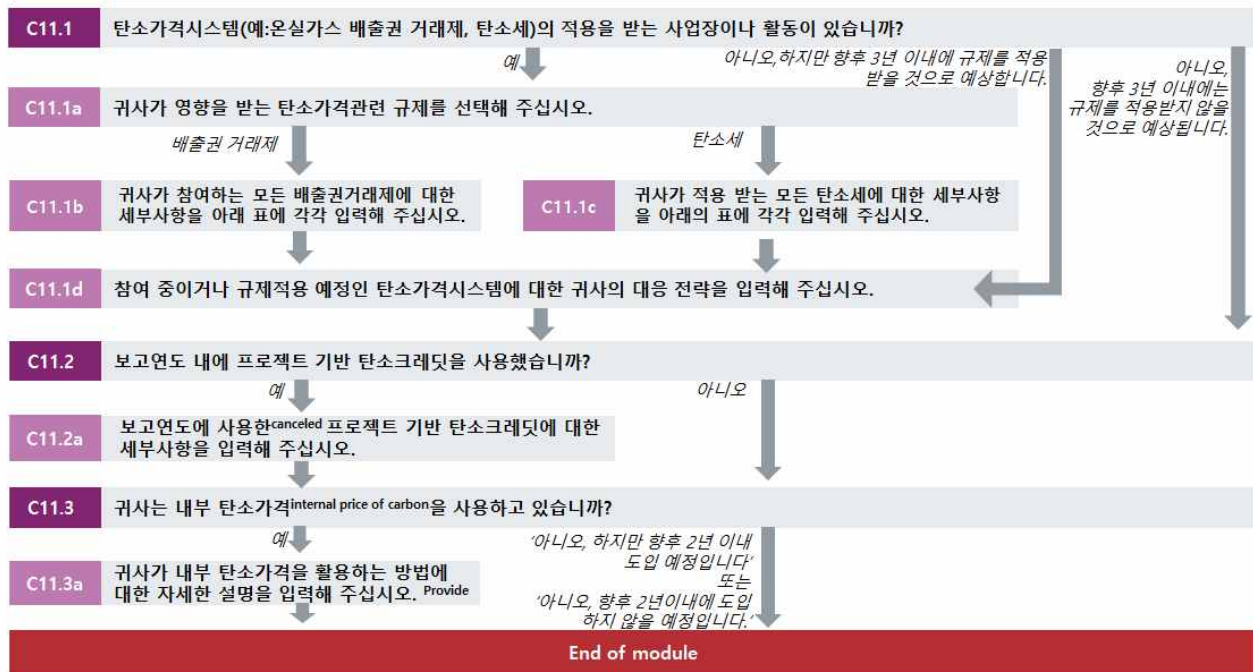 C11.1 탄소가격시스템(예:온실가스 배출권 거래제, 탄소세)의 적용을 받는 사업장이나 활동이 있습니까?
예
아니오,하지만 향후 3년 이내에 규제를 적용
받을 것으로 예상합니다.
아니오,
향후 3년 이내에는
규제를 적용받지 않을
것으로 예상됩니다.
C11.1a 귀사가 영향을 받는 탄소가격관련 규제를 선택해 주십시오.
배출권 거래제
탄소세
C11.1b 귀사가 참여하는 모든 배출권거래제에 대한
세부사항을 아래 표에 각각 입력해 주십시오.
C11.1c 귀사가 적용 받는 모든 탄소세에 대한 세부사항
을 아래의 표에 각각 입력해 주십시오.
C11.1d 참여 중이거나 규제적용 예정인 탄소가격시스템에 대한 귀사의 대응 전략을 입력해 주십시오.
C11.2 보고연도 내에 프로젝트 기반 탄소크레딧을 사용했습니까?
예
아니오
C11.2a 보고연도에 사용한canceled 프로젝트 기반 탄소크레딧에 대한
세부사항을 입력해 주십시오.
C11.3 귀사는 내부 탄소가격internal price of carbon을 사용하고 있습니까?
예
'아니오, 하지만 향후 2년 이내
도입 예정입니다'
또는
'아니오, 향후 2년이내에 도입
하지 않을 예정입니다.'
C11.3a 귀사가 내부 탄소가격을 활용하는 방법에
대한 자세한 설명을 입력해 주십시오. Provide
End of module